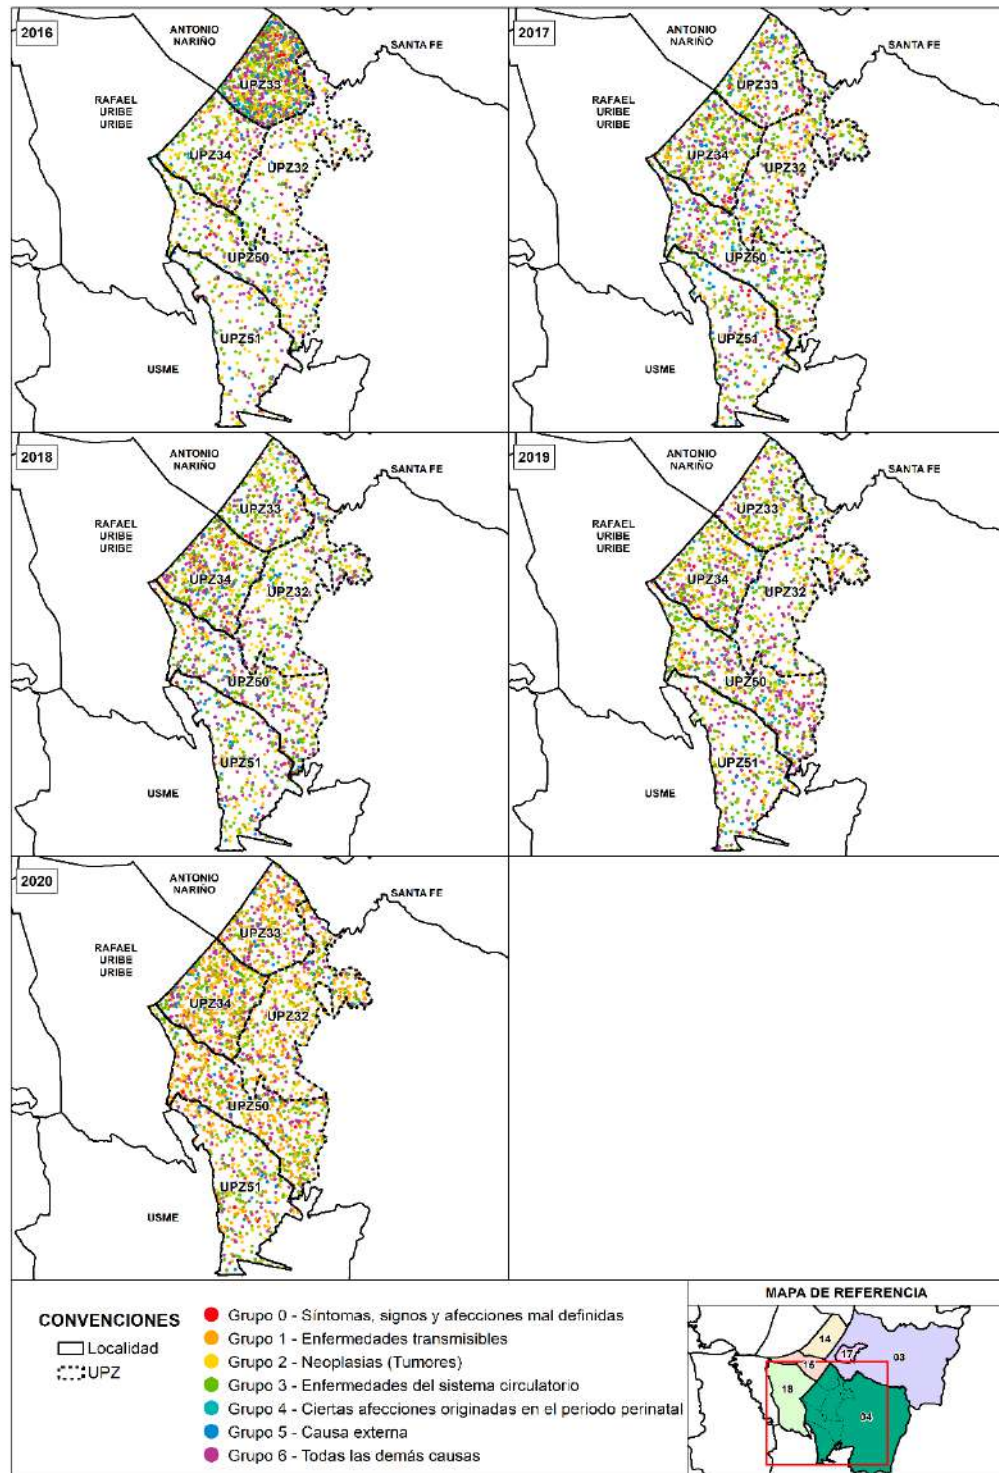 2016
ANTONIO
NARIÑO
SANTA FE
RAFAEL
URIBE
URIBE
UPZ33
UPZ34
UPZ32
UPZ50
UPZ51
USME
2017
ANTONIO
NARIÑO
SANTA FE
RAFAEL
URIBE
URIBE
UPZ33
UPZ34
UPZ32
UPZ50
UPZ51
USME
2018
ANTONIO
NARIÑO
SANTA FE
RAFAEL
URIBE
URIBE
UPZ33
UPZ34
UPZ32
UPZ50
UPZ51
USME
2019
ANTONIO
NARIÑO
SANTA FE
RAFAEL
URIBE
URIBE
UPZ33
UPZ34
UPZ32
UPZ50
UPZ51
USME
2020
ANTONIO
NARIÑO
SANTA FE
RAFAEL
URIBE
URIBE
UPZ33
UPZ34
UPZ32
UPZ50
UPZ51
USME
CONVENCIONES
Localidad
UPZ
Grupo 0 - Síntomas, signos y afecciones mal definidas
Grupo 1 - Enfermedades transmisibles
Grupo 2 - Neoplasias (Tumores)
Grupo 3 - Enfermedades del sistema circulatorio
Grupo 4 - Ciertas afecciones originadas en el periodo perinatal
Grupo 5 - Causa externa
Grupo 6 - Todas las demás causas
MAPA DE REFERENCIA
14
17
03
15
18
04